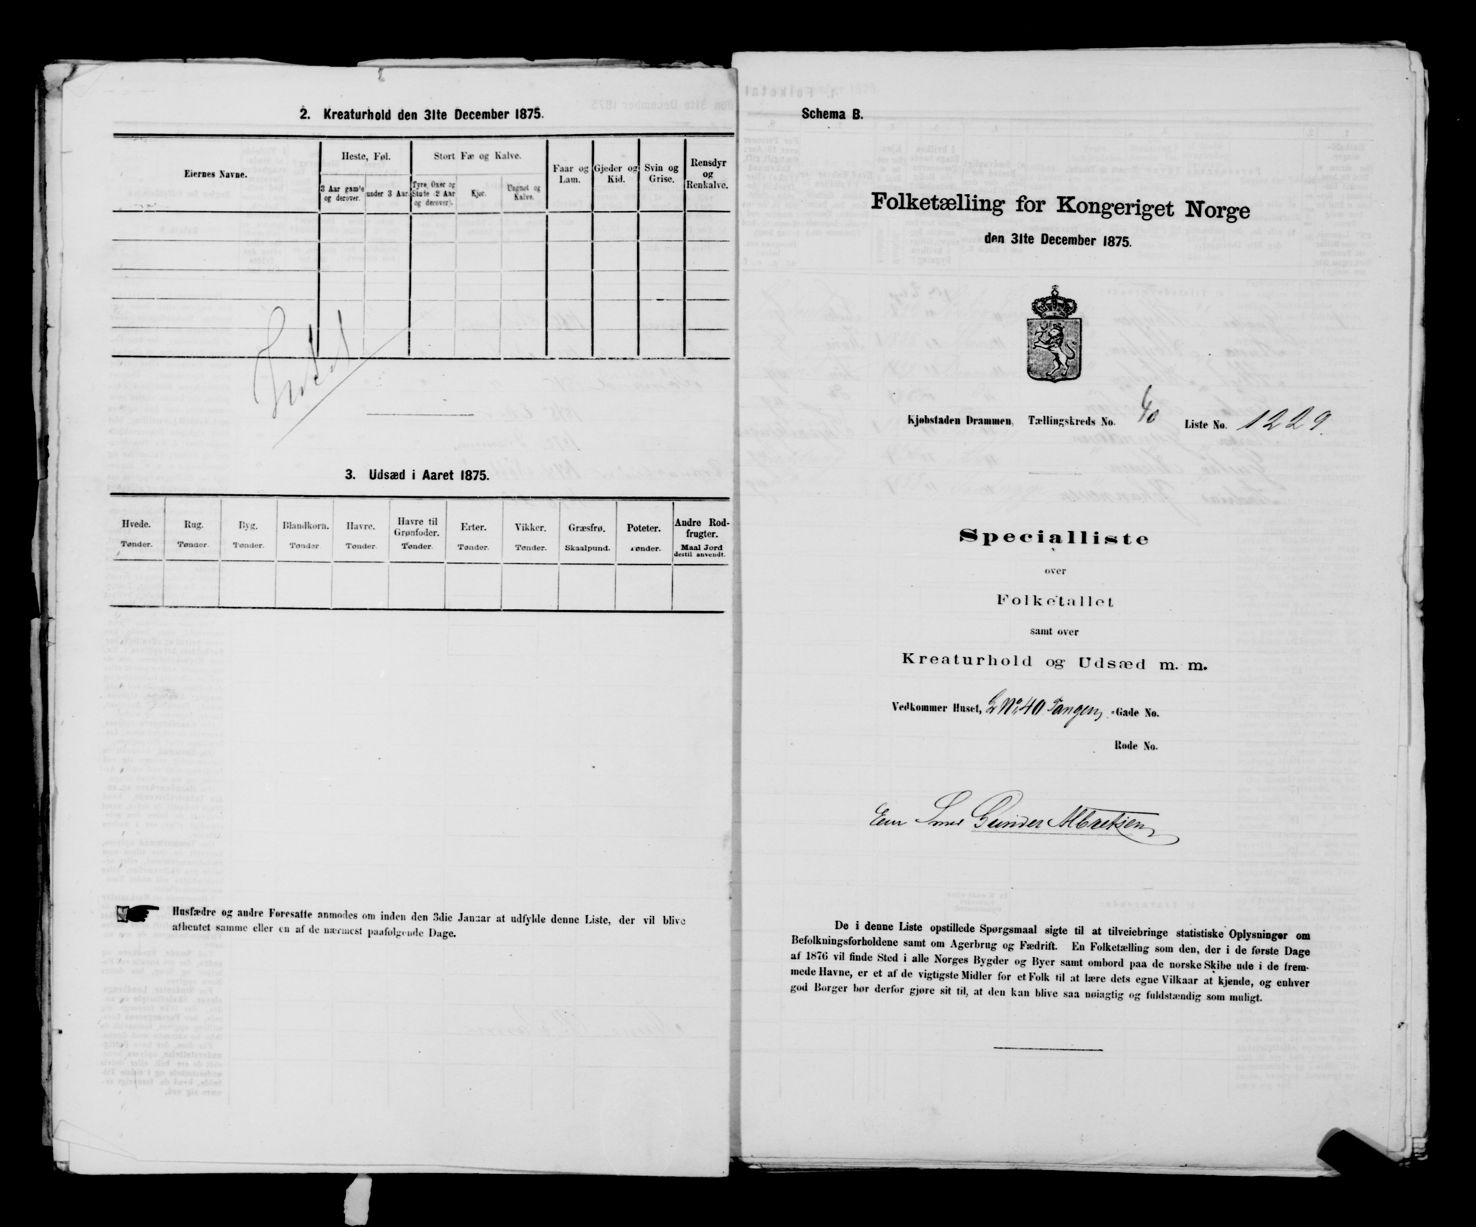 2. Kreaturhold den 31te December 1875.
Eiernes Navne.
Heste, Føl.
Stort Fæ og Kalve.
Faar og Lam.
Gjeder og Kid.
Svin og Grise.
Rensdyr og Renkalve.
3 Aar gamle og derover.
under 3 Aar.
Tyre, Oxer og Stude (2 Aar og derover).
Kjør.
Ungnød og Kalve.
3. Udsæd i Aaret 1875.
Hvede. Rug. Byg. Blandkorn. Havre. Havre til Grønfoder. Erter. Vikker. Græsfrø. Poteter. Andre Rodfrugter.
Tønder. Tønder. Tønder. Tønder Tønder. Tønder. Tønder. Tønder. Skaalpund. Tønder. Maal Jord dertil anvendt.
Husfædre og andre Foresatte anmodes om inden den 3die Januar at udfylde denne Liste, der vil blive
afhentet samme eller en af de nærmest paafølgende Dage.
Schema B.
Folketælling for Kongeriget Norge
den 31te December 1875.
Kjøbstaden Drammen, Tællingskreds No. 40 Liste No. 1229.
Specialliste
over
Folketallet
samt over
Kreaturhold og Udsæd m. m.
Vedkommer Huset, G No 40 Tangen, -Gade No.
Rode No.
Gunder Albretsen
De i denne Liste opstillede Spørgsmaal sigte til at tilveiebringe statistiske Oplysninger om
Befolkningsforholdene samt om Agerbrug og Fædrift. En Folketælling som den, der i de første Dage
af 1876 vil finde Sted i alle Norges Bygder og Byer samt ombord paa de norske Skibe ude i de frem-
mede Havne, er et af de vigtigste Midler for et Folk til at lære dets egne Vilkaar at kjende, og enhver
god Borger bør derfor gjøre sit til, at den kan blive saa nøiagtig og fuldstændig som muligt.